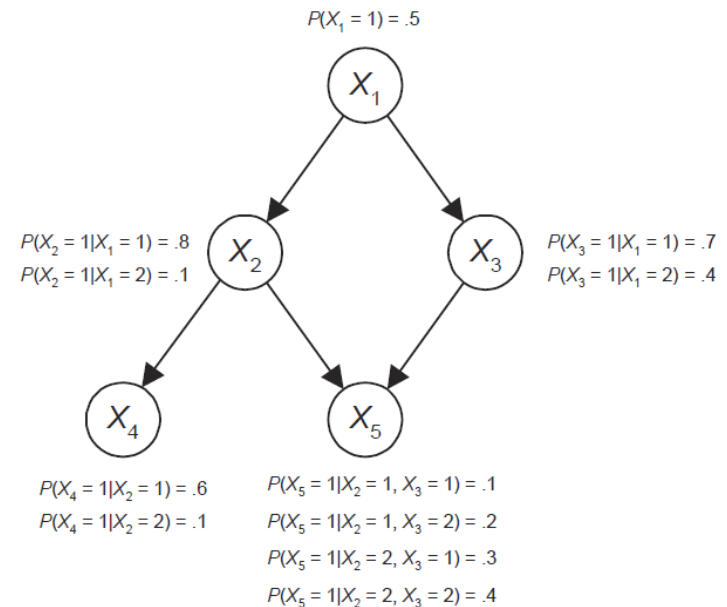 P(X₁ = 1) = .5
X₁
P(X₂ = 1|X₁ = 1) = .8
P(X₂ = 1|X₁ = 2) = .1
X₂
X₃
P(X₃ = 1|X₁ = 1) = .7
P(X₃ = 1|X₁ = 2) = .4
X₄
X₅
P(X₄ = 1|X₂ = 1) = .6
P(X₄ = 1|X₂ = 2) = .1
P(X₅ = 1|X₂ = 1, X₃ = 1) = .1
P(X₅ = 1|X₂ = 1, X₃ = 2) = .2
P(X₅ = 1|X₂ = 2, X₃ = 1) = .3
P(X₅ = 1|X₂ = 2, X₃ = 2) = .4